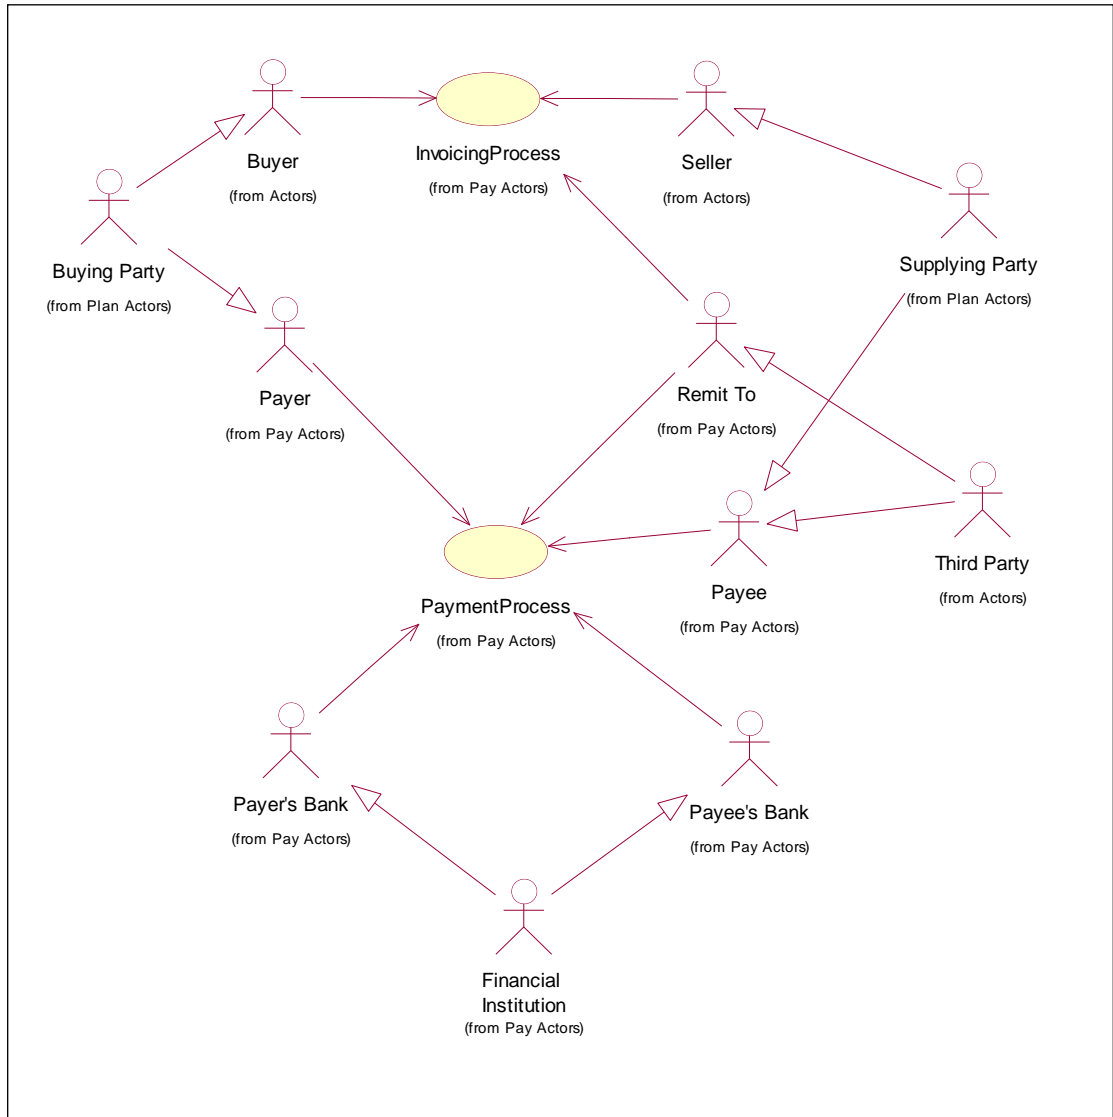 Buyer
(from Actors)
InvoicingProcess
(from Pay Actors)
Seller
(from Actors)
Buying Party
(from Plan Actors)
Supplying Party
(from Plan Actors)
Payer
(from Pay Actors)
Remit To
(from Pay Actors)
PaymentProcess
(from Pay Actors)
Payee
(from Pay Actors)
Third Party
(from Actors)
Payer's Bank
(from Pay Actors)
Payee's Bank
(from Pay Actors)
Financial
Institution
(from Pay Actors)